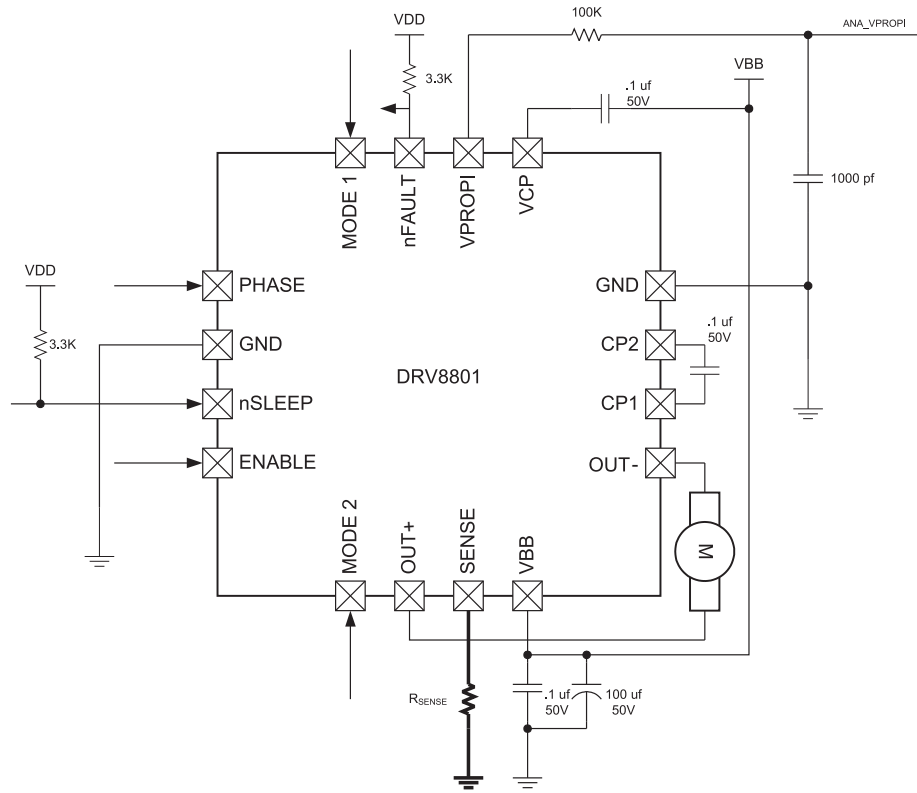 100K
ANA_VPROPI
VDD
3.3K
VBB
.1 uf
50V
1000 pf
MODE 1
nFAULT
VPROPI
VCP
VDD
3.3K
PHASE
GND
nSLEEP
ENABLE
DRV8801
GND
CP2
CP1
OUT-
.1 uf
50V
M
MODE 2
OUT+
SENSE
VBB
RSENSE
.1 uf
50V
100 uf
50V